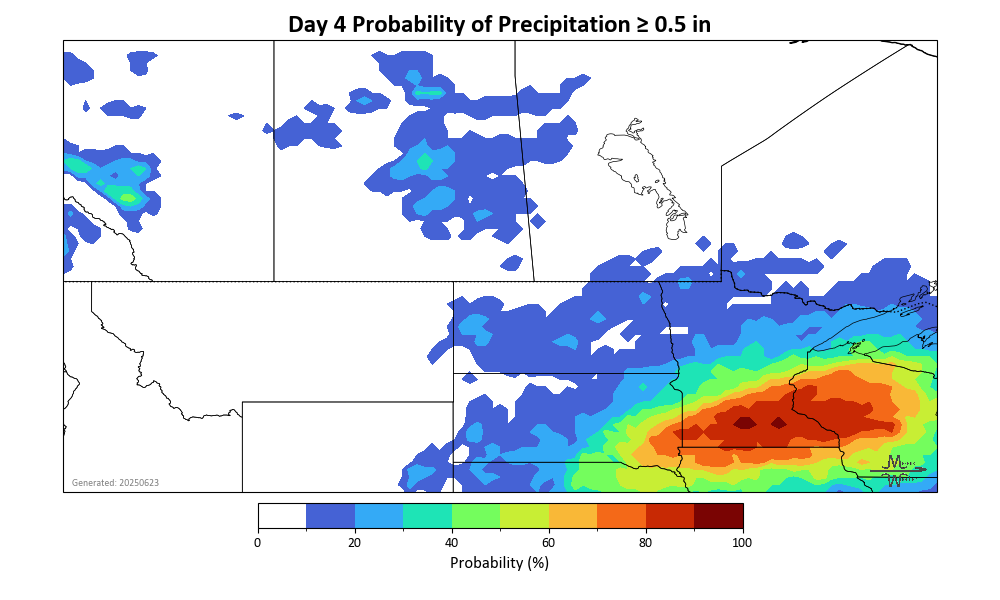 Day 4 Probability of Precipitation ≥ 0.5 in
Generated: 20250623
0 20 40 60 80 100
Probability (%)